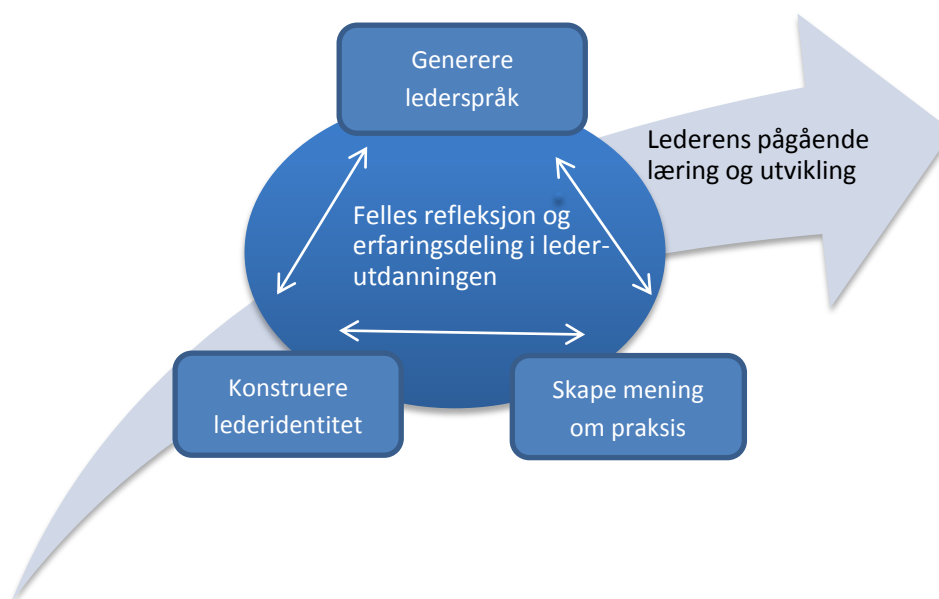 Generere
lederspråk
Lederens pågående
læring og utvikling
Felles refleksjon og
erfaringsdeling i leder-
utdanningen
Konstruere
lederidentitet
Skape mening
om praksis